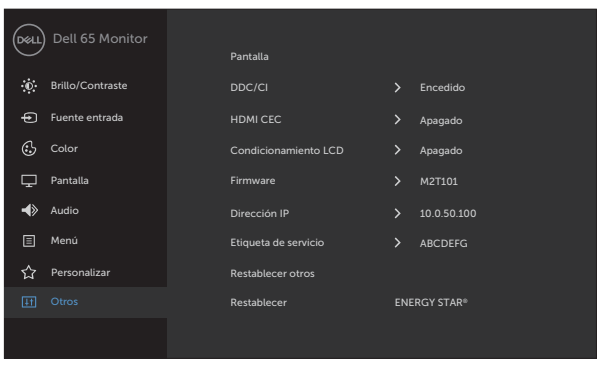 DELL Dell 65 Monitor
Brillo/Contraste
Fuente entrada
Color
Pantalla
Audio
Menú
Personalizar
Otros
Pantalla
DDC/CI > Encedido
HDMI CEC > Apagado
Condicionamiento LCD > Apagado
Firmware > M2T101
Dirección IP > 10.0.50.100
Etiqueta de servicio > ABCDEFG
Restablecer otros
Restablecer ENERGY STAR®